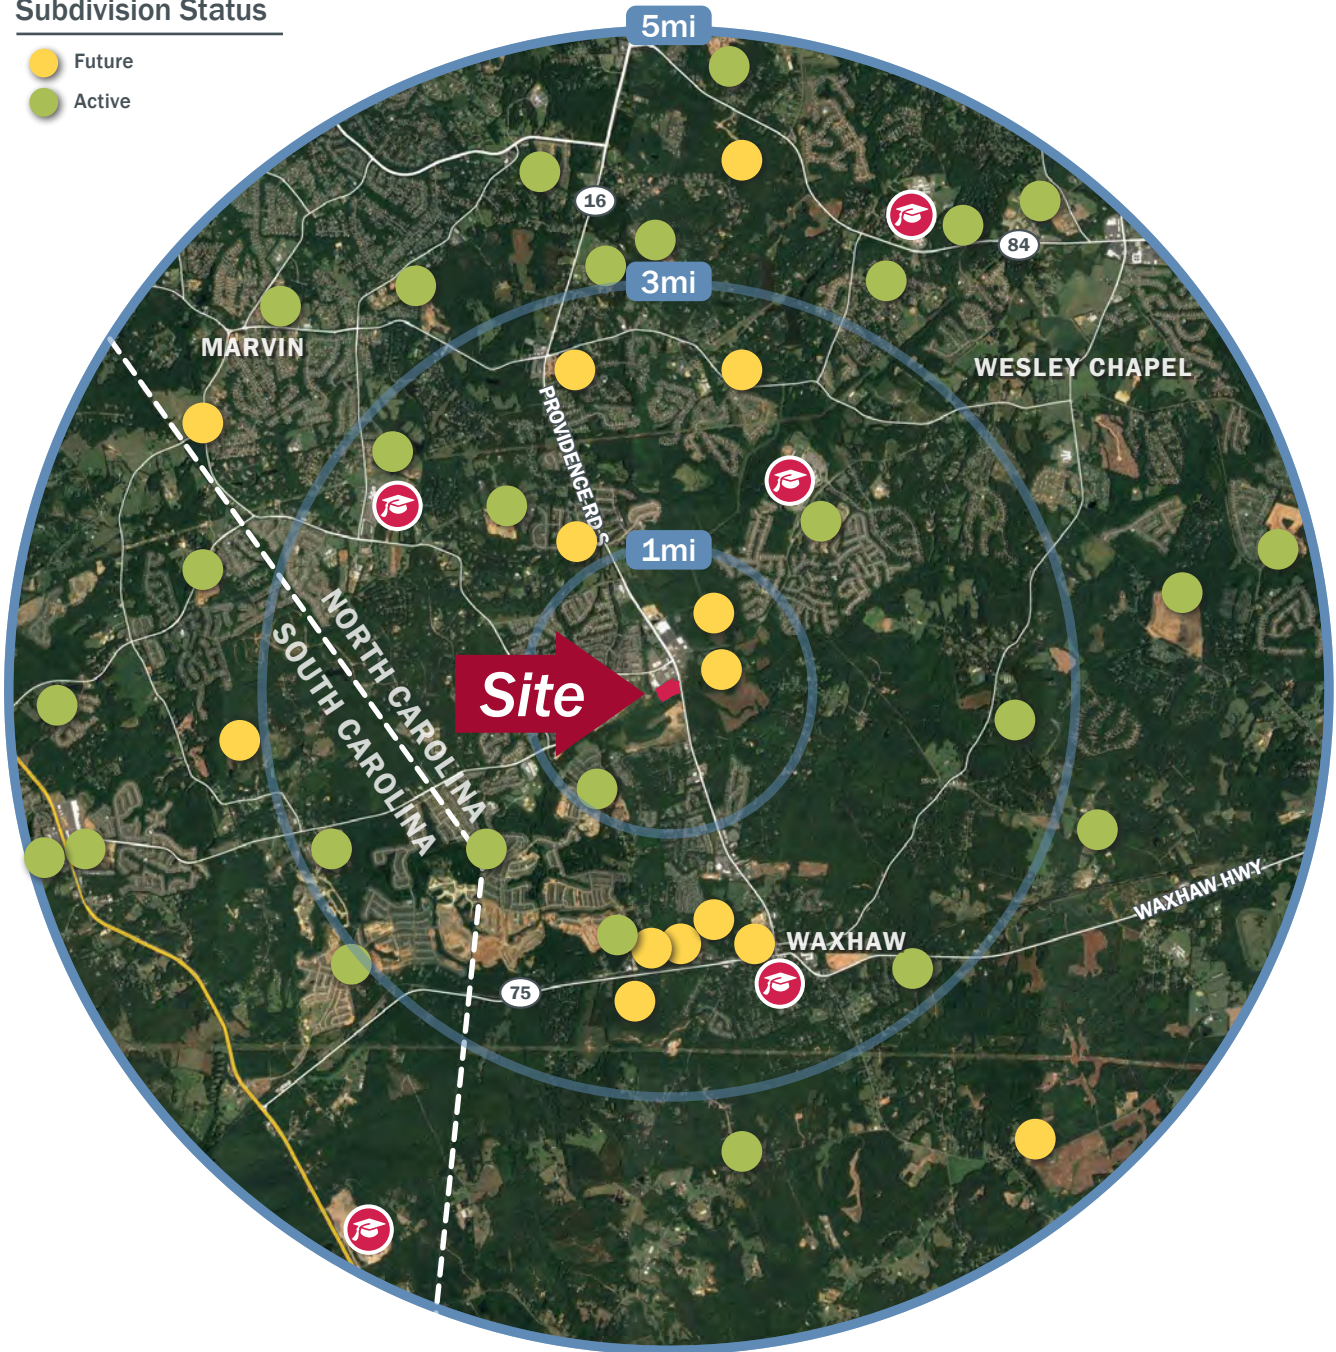 Subdivision Status
Future
Active
5mi
16
84
3mi
MARVIN
WESLEY CHAPEL
PROVIDENCE RD S
1mi
NORTH CAROLINA
SOUTH CAROLINA
Site
WAXHAW HWY
WAXHAW
75